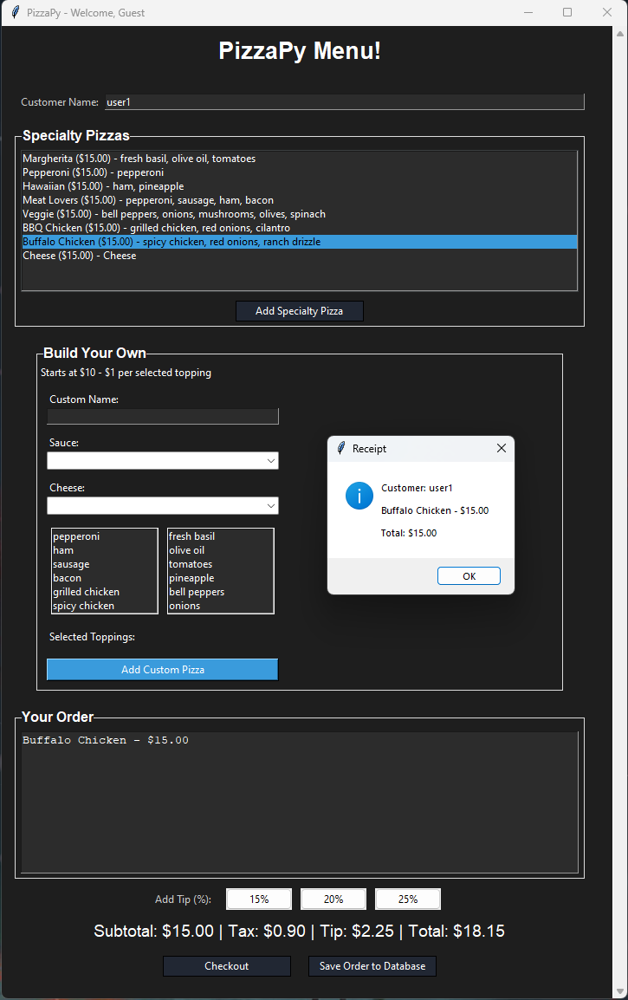 PizzaPy - Welcome, Guest
PizzaPy Menu!
Customer Name: user1
Specialty Pizzas
Margherita ($15.00) - fresh basil, olive oil, tomatoes
Pepperoni ($15.00) - pepperoni
Hawaiian ($15.00) - ham, pineapple
Meat Lovers ($15.00) - pepperoni, sausage, ham, bacon
Veggie ($15.00) - bell peppers, onions, mushrooms, olives, spinach
BBQ Chicken ($15.00) - grilled chicken, red onions, cilantro
Buffalo Chicken ($15.00) - spicy chicken, red onions, ranch drizzle
Cheese ($15.00) - Cheese
Add Specialty Pizza
Build Your Own
Starts at $10 - $1 per selected topping
Custom Name:
Sauce:
Cheese:
pepperoni
ham
sausage
bacon
grilled chicken
spicy chicken
fresh basil
olive oil
tomatoes
pineapple
bell peppers
onions
Selected Toppings:
Add Custom Pizza
Receipt
Customer: user1
Buffalo Chicken - $15.00
Total: $15.00
OK
Your Order
Buffalo Chicken - $15.00
Add Tip (%): 15% 20% 25%
Subtotal: $15.00 | Tax: $0.90 | Tip: $2.25 | Total: $18.15
Checkout
Save Order to Database